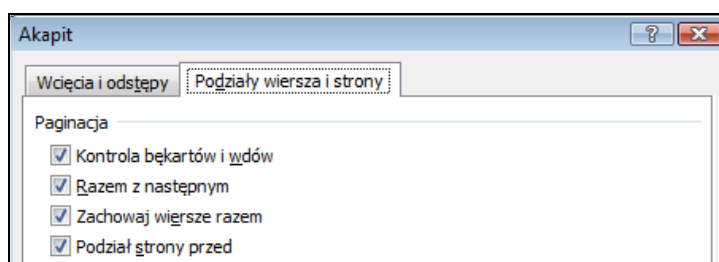 Akapit
Wcięcia i odstępy Podziały wiersza i strony
Paginacja
Kontrola bękartów i wdów
Razem z następnym
Zachowaj wiersze razem
Podział strony przed